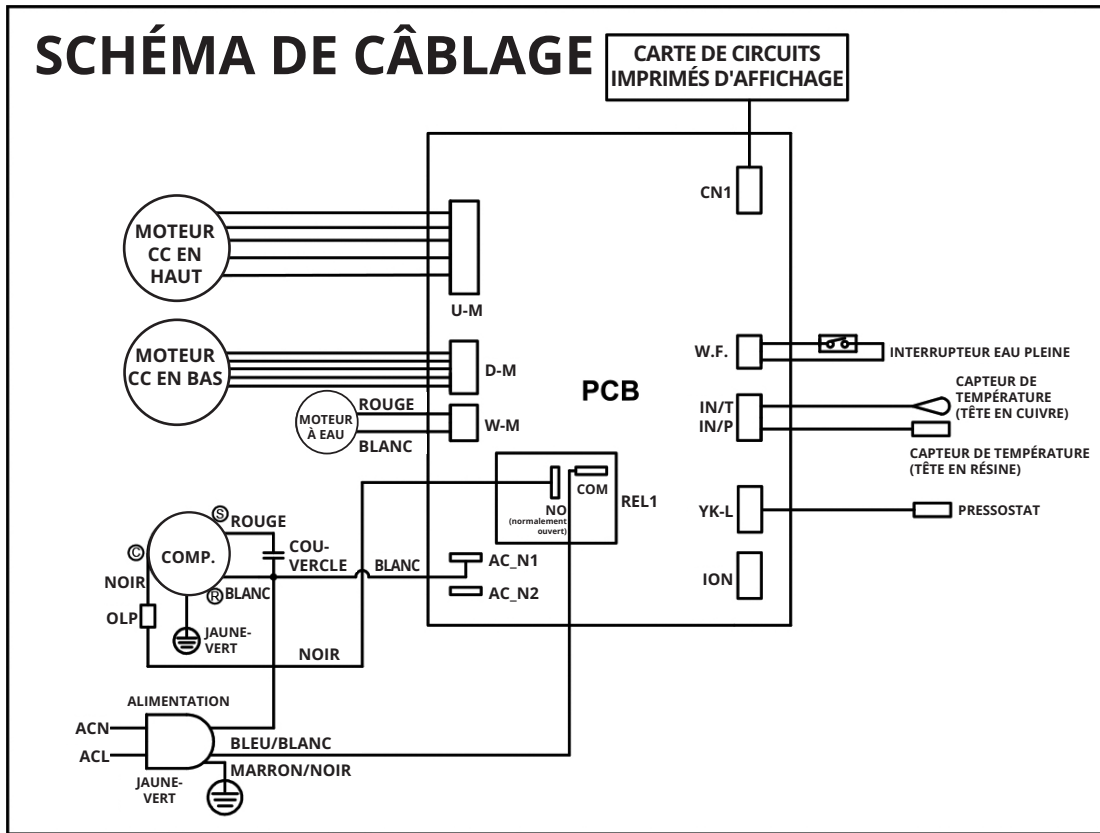 SCHÉMA DE CÂBLAGE
CARTE DE CIRCUITS
IMPRIMÉS D'AFFICHAGE
CN1
MOTEUR
CC EN
HAUT
U-M
MOTEUR
CC EN BAS
D-M
ROUGE
MOTEUR
À EAU
W-M
BLANC
PCB
W.F.
INTERRUPTEUR EAU PLEINE
IN/T
IN/P
CAPTEUR DE
TEMPÉRATURE
(TÊTE EN CUIVRE)
CAPTEUR DE TEMPÉRATURE
(TÊTE EN RÉSINE)
COM
NO
(normalement
ouvert)
REL1
YK-L
PRESSOSTAT
S
ROUGE
C
COMP.
COU-
VERCLE
NOIR
R
BLANC
BLANC
AC_N1
AC_N2
ION
OLP
JAUNE-
VERT
NOIR
ALIMENTATION
ACN
ACL
BLEU/BLANC
MARRON/NOIR
JAUNE-
VERT